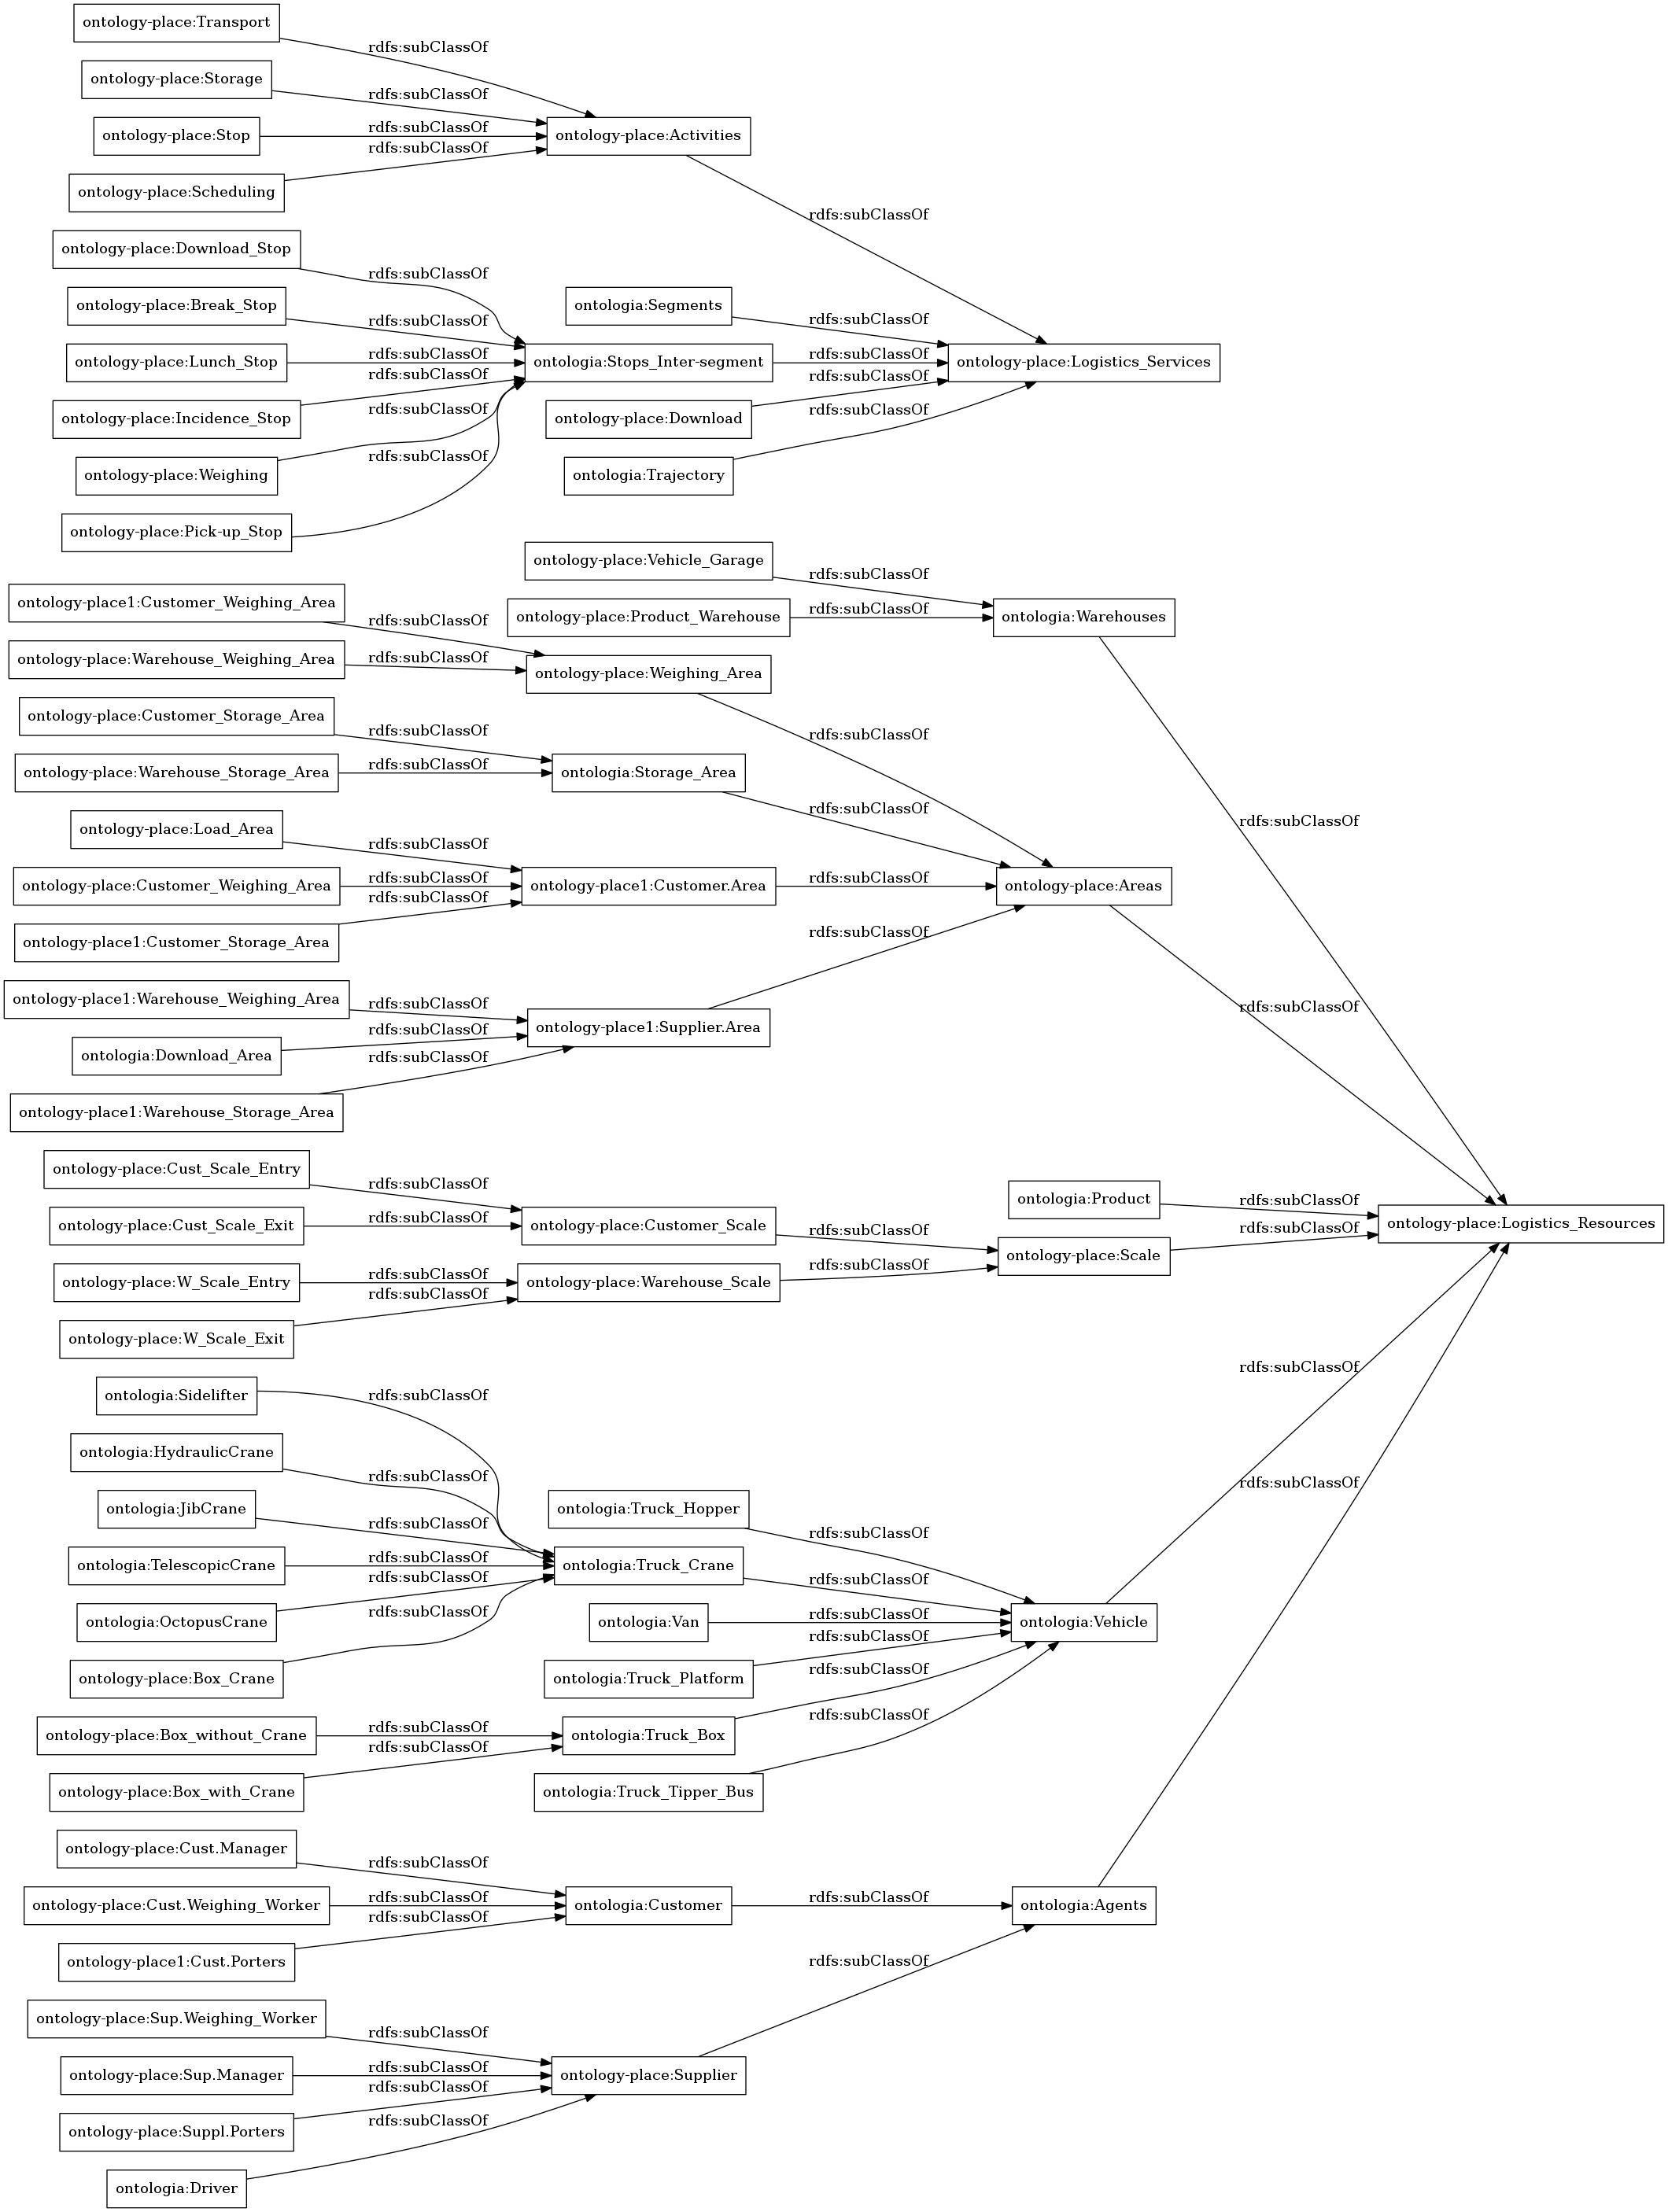 ontology-place:Transport
rdfs:subClassOf
ontology-place:Storage
rdfs:subClassOf
ontology-place:Stop
rdfs:subClassOf
ontology-place:Activities
rdfs:subClassOf
ontology-place:Scheduling
rdfs:subClassOf
ontology-place:Download_Stop
rdfs:subClassOf
ontology-place:Break_Stop
rdfs:subClassOf
ontologia:Segments
rdfs:subClassOf
ontology-place:Lunch_Stop
rdfs:subClassOf
ontologia:Stops_Inter-segment
rdfs:subClassOf
ontology-place:Logistics_Services
rdfs:subClassOf
rdfs:subClassOf
ontology-place:Incidence_Stop
rdfs:subClassOf
ontology-place:Download
rdfs:subClassOf
ontology-place:Weighing
rdfs:subClassOf
ontologia:Trajectory
ontology-place:Pick-up_Stop
ontology-place:Vehicle_Garage
rdfs:subClassOf
ontology-place1:Customer_Weighing_Area
rdfs:subClassOf
ontology-place:Product_Warehouse
rdfs:subClassOf
ontologia:Warehouses
ontology-place:Warehouse_Weighing_Area
rdfs:subClassOf
ontology-place:Weighing_Area
ontology-place:Customer_Storage_Area
rdfs:subClassOf
rdfs:subClassOf
ontology-place:Warehouse_Storage_Area
rdfs:subClassOf
ontologia:Storage_Area
rdfs:subClassOf
rdfs:subClassOf
ontology-place:Load_Area
rdfs:subClassOf
ontology-place:Customer_Weighing_Area
rdfs:subClassOf
ontology-place1:Customer.Area
rdfs:subClassOf
ontology-place:Areas
rdfs:subClassOf
ontology-place1:Customer_Storage_Area
rdfs:subClassOf
ontology-place1:Warehouse_Weighing_Area
rdfs:subClassOf
rdfs:subClassOf
rdfs:subClassOf
ontology-place1:Supplier.Area
ontologia:Download_Area
rdfs:subClassOf
ontology-place1:Warehouse_Storage_Area
ontology-place:Cust_Scale_Entry
rdfs:subClassOf
ontologia:Product
rdfs:subClassOf
ontology-place:Cust_Scale_Exit
rdfs:subClassOf
ontology-place:Customer_Scale
rdfs:subClassOf
ontology-place:Logistics_Resources
ontology-place:Scale
rdfs:subClassOf
ontology-place:W_Scale_Entry
rdfs:subClassOf
ontology-place:Warehouse_Scale
rdfs:subClassOf
rdfs:subClassOf
ontology-place:W_Scale_Exit
rdfs:subClassOf
ontologia:Sidelifter
rdfs:subClassOf
ontologia:HydraulicCrane
rdfs:subClassOf
rdfs:subClassOf
ontologia:JibCrane
rdfs:subClassOf
ontologia:Truck_Hopper
rdfs:subClassOf
ontologia:TelescopicCrane
rdfs:subClassOf
ontologia:Truck_Crane
rdfs:subClassOf
rdfs:subClassOf
ontologia:OctopusCrane
rdfs:subClassOf
ontologia:Van
rdfs:subClassOf
ontologia:Vehicle
rdfs:subClassOf
ontology-place:Box_Crane
ontologia:Truck_Platform
rdfs:subClassOf
ontology-place:Box_without_Crane
rdfs:subClassOf
ontologia:Truck_Box
rdfs:subClassOf
rdfs:subClassOf
ontology-place:Box_with_Crane
ontologia:Truck_Tipper_Bus
ontology-place:Cust.Manager
rdfs:subClassOf
ontology-place:Cust.Weighing_Worker
rdfs:subClassOf
ontologia:Customer
rdfs:subClassOf
ontologia:Agents
rdfs:subClassOf
ontology-place1:Cust.Porters
rdfs:subClassOf
ontology-place:Sup.Weighing_Worker
rdfs:subClassOf
ontology-place:Sup.Manager
rdfs:subClassOf
ontology-place:Supplier
rdfs:subClassOf
ontology-place:Suppl.Porters
rdfs:subClassOf
ontologia:Driver